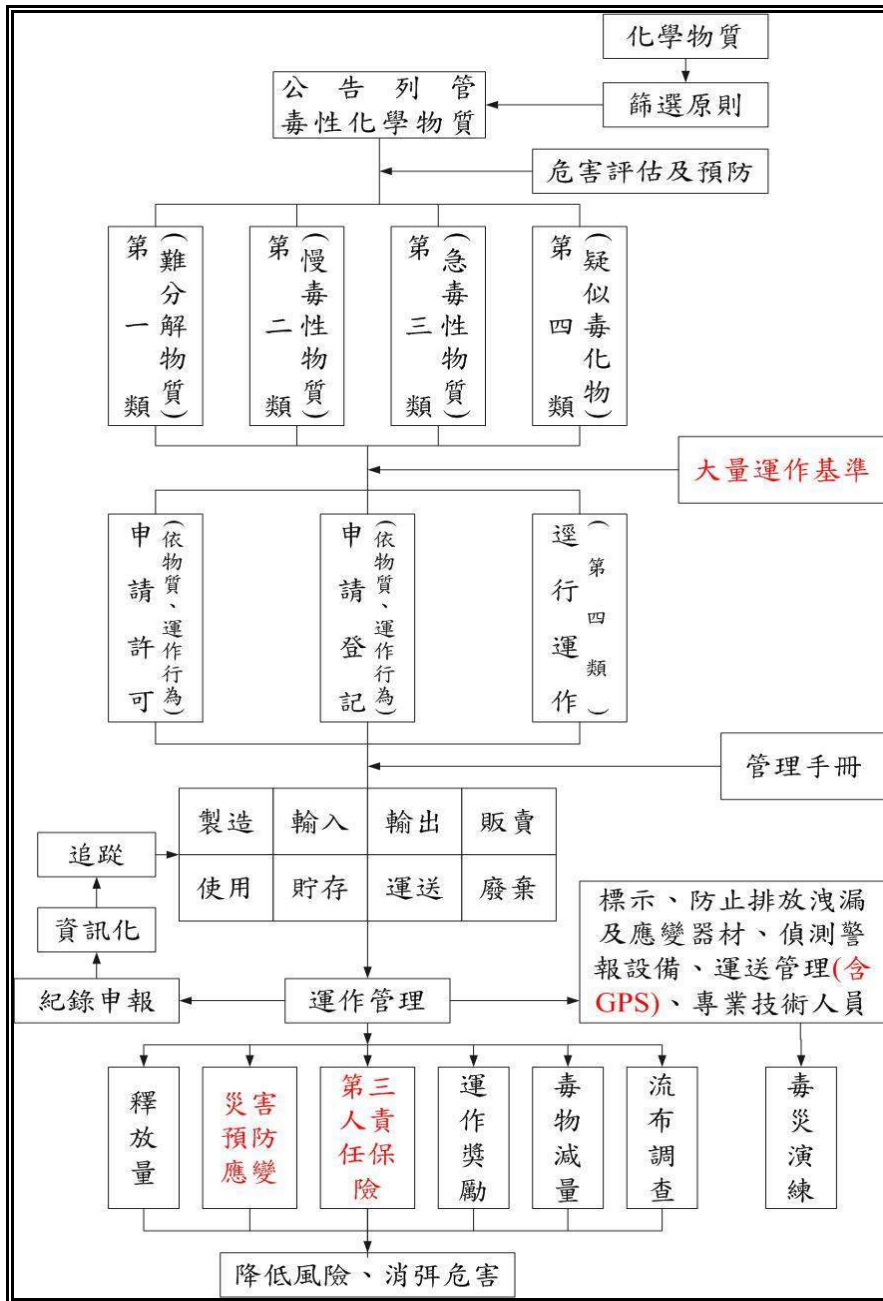 化學物質
篩選原則
公告列管
毒性化學物質
危害評估及預防
第一類
(難分解物質)
第二類
(慢毒性物質)
第三類
(急毒性物質)
第四類
(疑似毒化物)
大量運作基準
申請許可
(依物質、運作行為)
申請登記
(依物質、運作行為)
逕行運作
(第四類)
管理手冊
製造
輸入
輸出
販賣
使用
貯存
運送
廢棄
追蹤
資訊化
紀錄申報
運作管理
標示、防止排放洩漏
及應變器材、偵測警
報設備、運送管理(含
GPS)、專業技術人員
釋放量
災害
預防
應變
第三
人責
任保
險
運作獎勵
毒物減量
流布調查
毒災演練
降低風險、消弭危害